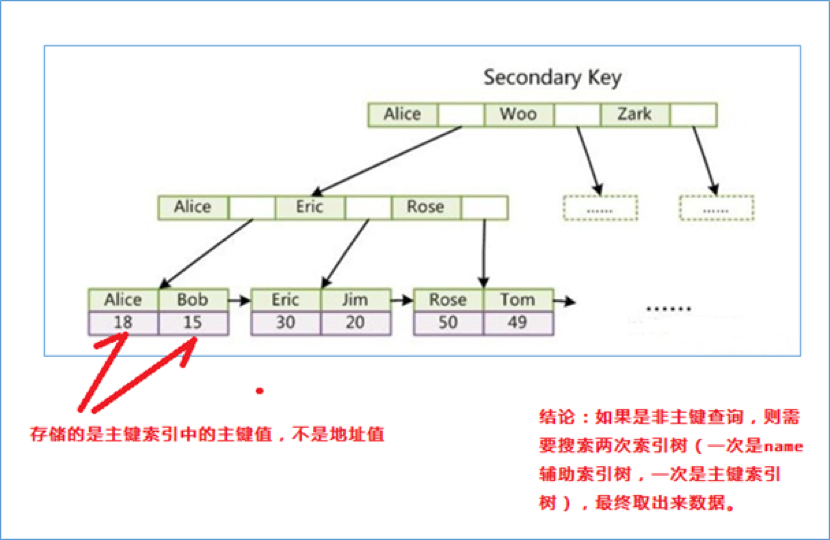 Secondary Key
Alice Woo Zark
Alice Eric Rose ...... ......
Alice Bob Eric Jim Rose Tom
18 15 30 20 50 49
......
存储的是主键索引中的主键值，不是地址值
结论：如果是非主键查询，则需
要搜索两次索引树（一次是name
辅助索引树，一次是主键索引
树），最终取出来数据。